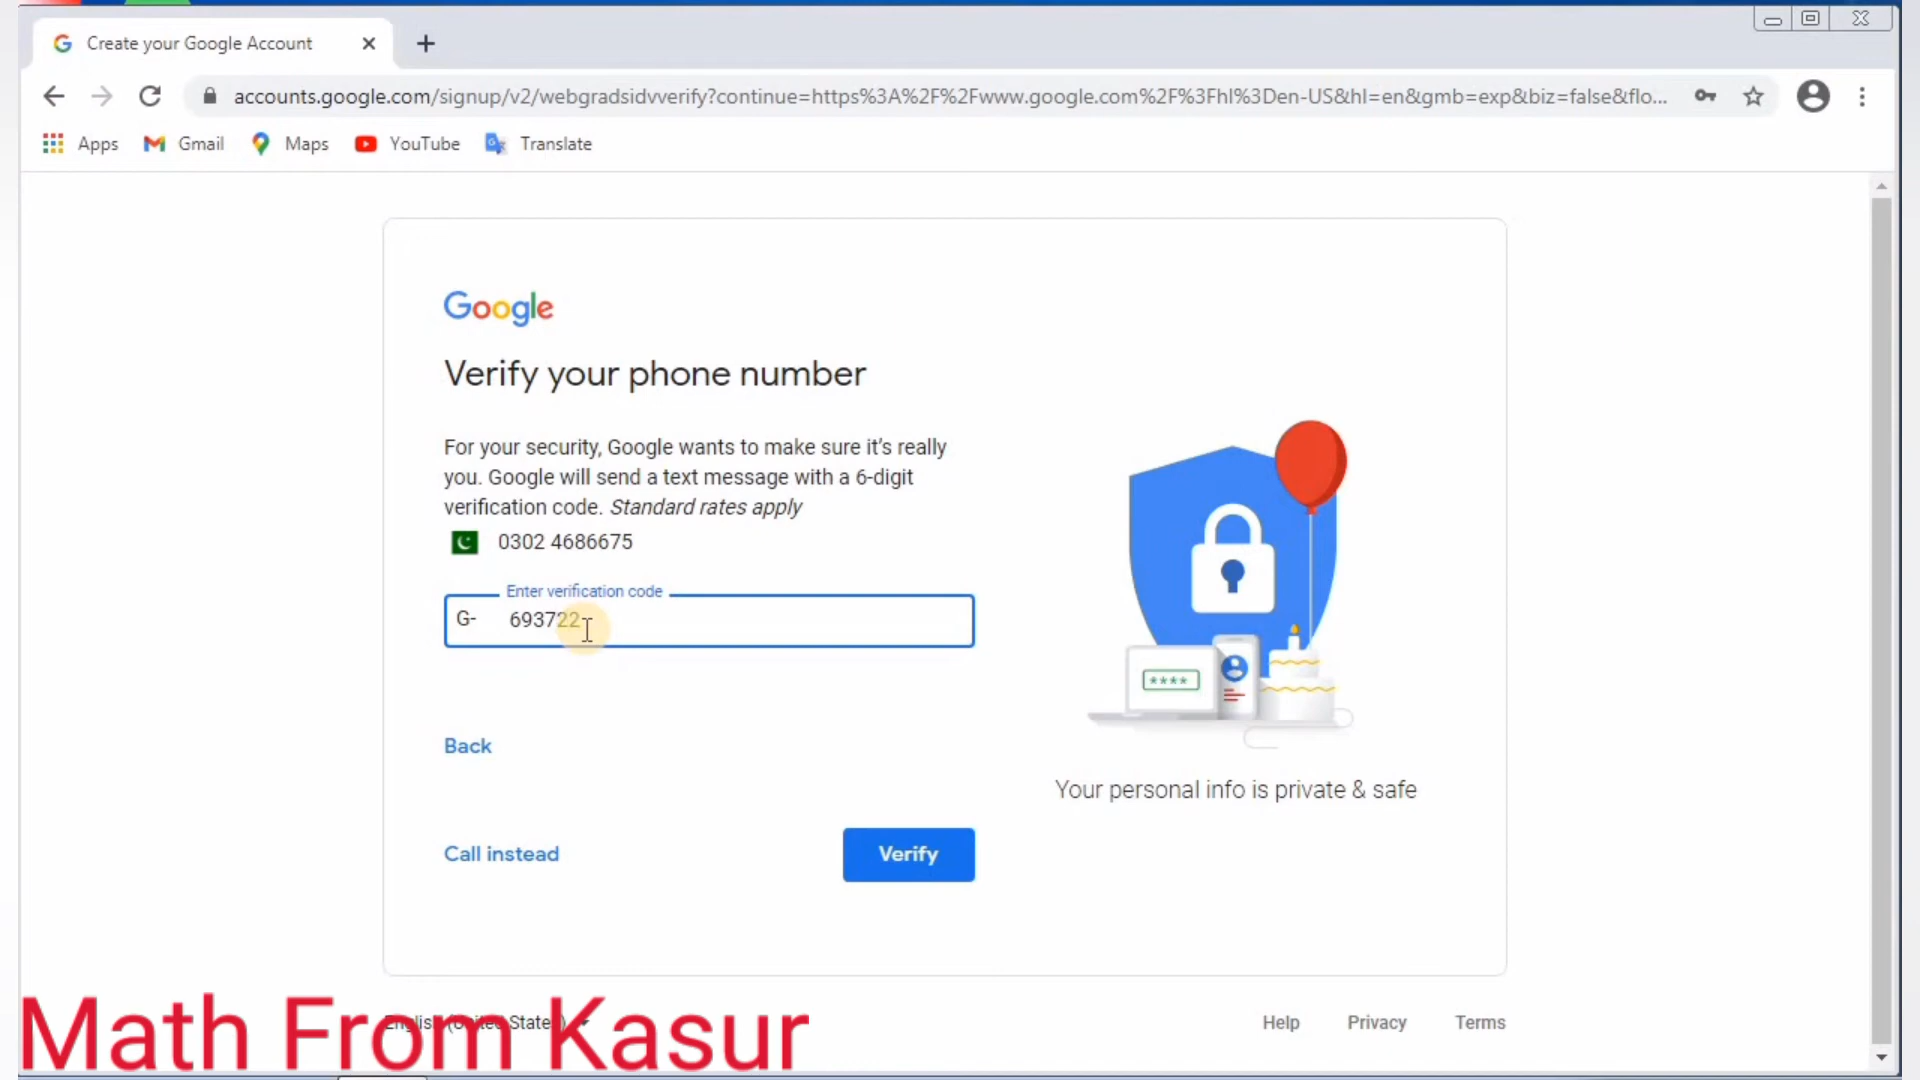 Create your Google Account
accounts.google.com/signup/v2/webgradsidvverify?continue=https%3A%2F%2Fwww.google.com%2F%3Fhl%3Den-US&hl=en&gmb=exp&biz=false&flo...
Apps Gmail Maps YouTube Translate
Google
Verify your phone number
For your security, Google wants to make sure it's really
you. Google will send a text message with a 6-digit
verification code. Standard rates apply
0302 4686675
Enter verification code
G- 693722
****
Back
Your personal info is private & safe
Call instead
Verify
English (United States)
Help Privacy Terms
Math From Kasur